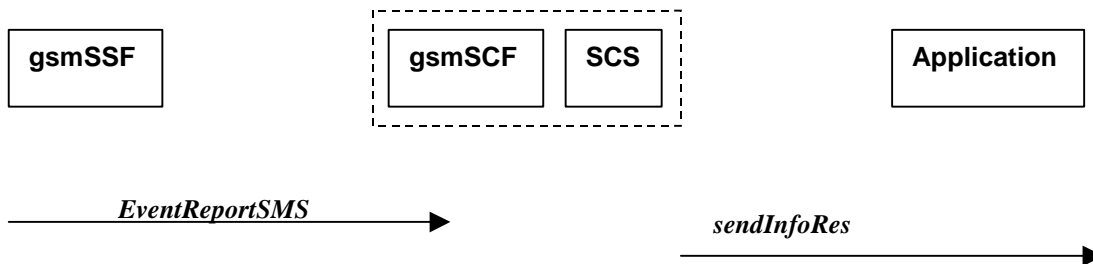 gsmSSF
gsmSCF
SCS
Application
EventReportSMS
sendInfoRes